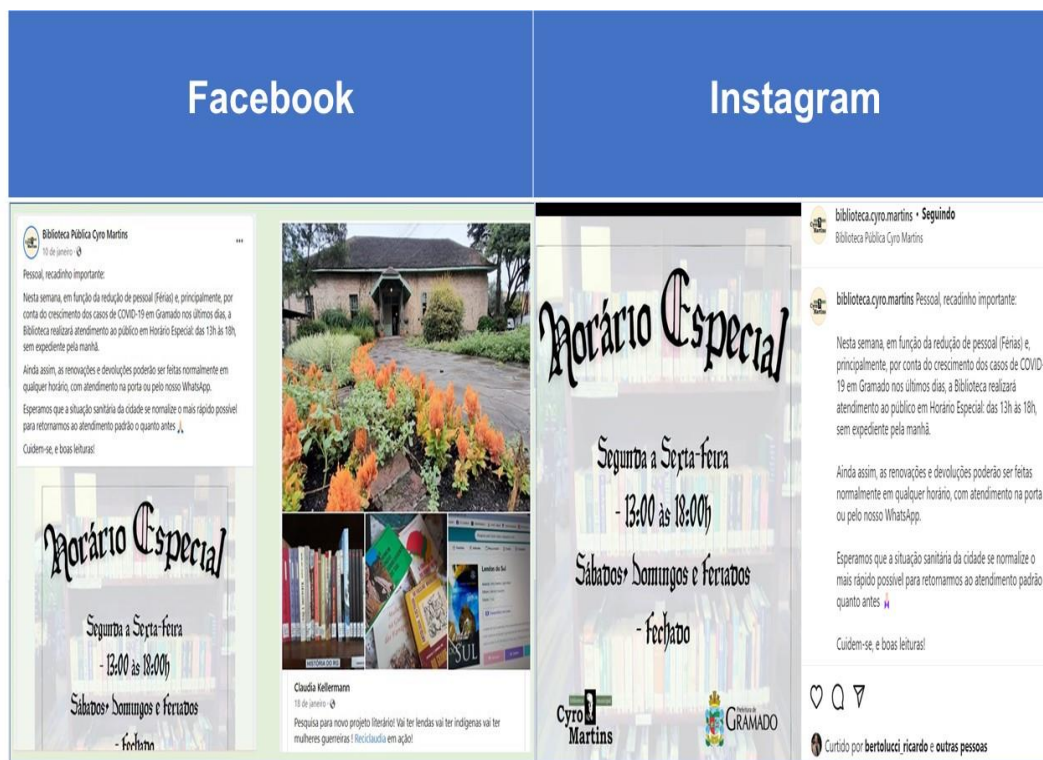 Facebook
Instagram
Biblioteca Pública Cyro Martins
10 de janeiro
Pessoal, recadinho importante:
Nesta semana, em função da redução de pessoal (Férias) e, principalmente, por
conta do crescimento dos casos de COVID-19 em Gramado nos últimos dias, a
Biblioteca realizará atendimento ao público em Horário Especial: das 13h às 18h,
sem expediente pela manhã.
Ainda assim, as renovações e devoluções poderão ser feitas normalmente em
qualquer horário, com atendimento na porta ou pelo nosso WhatsApp.
Esperamos que a situação sanitária da cidade se normalize o mais rápido possível
para retornarmos ao atendimento padrão o quanto antes 🙏
Cuidem-se, e boas leituras!
Horário Especial
Segunda a Sexta-Feira
- 13:00 às 18:00h
Sábados, Domingos e Feriados
- Fechado
HISTÓRIA DO RS
Lendas do Sul
SUL
Claudia Kellermann
18 de janeiro
Pesquisa para novo projeto literário! Vai ter lendas vai ter indígenas vai ter
mulheres guerreiras ! Reciclaudia em ação!
Horário Especial
Segunda a Sexta-Feira
- 13:00 às 18:00h
Sábados, Domingos e Feriados
- Fechado
Cyro
Martins
Prefeitura de
GRAMADO
biblioteca.cyro.martins • Seguindo
Biblioteca Pública Cyro Martins
biblioteca.cyro.martins Pessoal, recadinho importante:
Nesta semana, em função da redução de pessoal (Férias) e,
principalmente, por conta do crescimento dos casos de COVID-
19 em Gramado nos últimos dias, a Biblioteca realizará
atendimento ao público em Horário Especial: das 13h às 18h,
sem expediente pela manhã.
Ainda assim, as renovações e devoluções poderão ser feitas
normalmente em qualquer horário, com atendimento na porta
ou pelo nosso WhatsApp.
Esperamos que a situação sanitária da cidade se normalize o
mais rápido possível para retornarmos ao atendimento padrão
quanto antes 🙏
Cuidem-se, e boas leituras!
Curtido por bertolucci_ricardo e outras pessoas